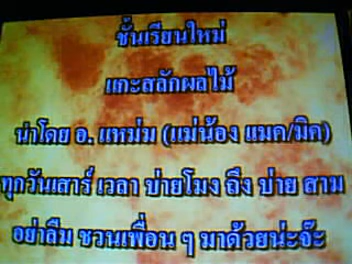 ชั้นเรียนใหม่
แกะสลักผลไม้
นำโดย อ. แหม่ม (แม่น้อง แมค/มิค)
ทุกวันเสาร์ เวลา บ่ายโมง ถึง บ่าย สาม
อย่าลืม ชวนเพื่อน ๆ มาด้วยน่ะจ๊ะ